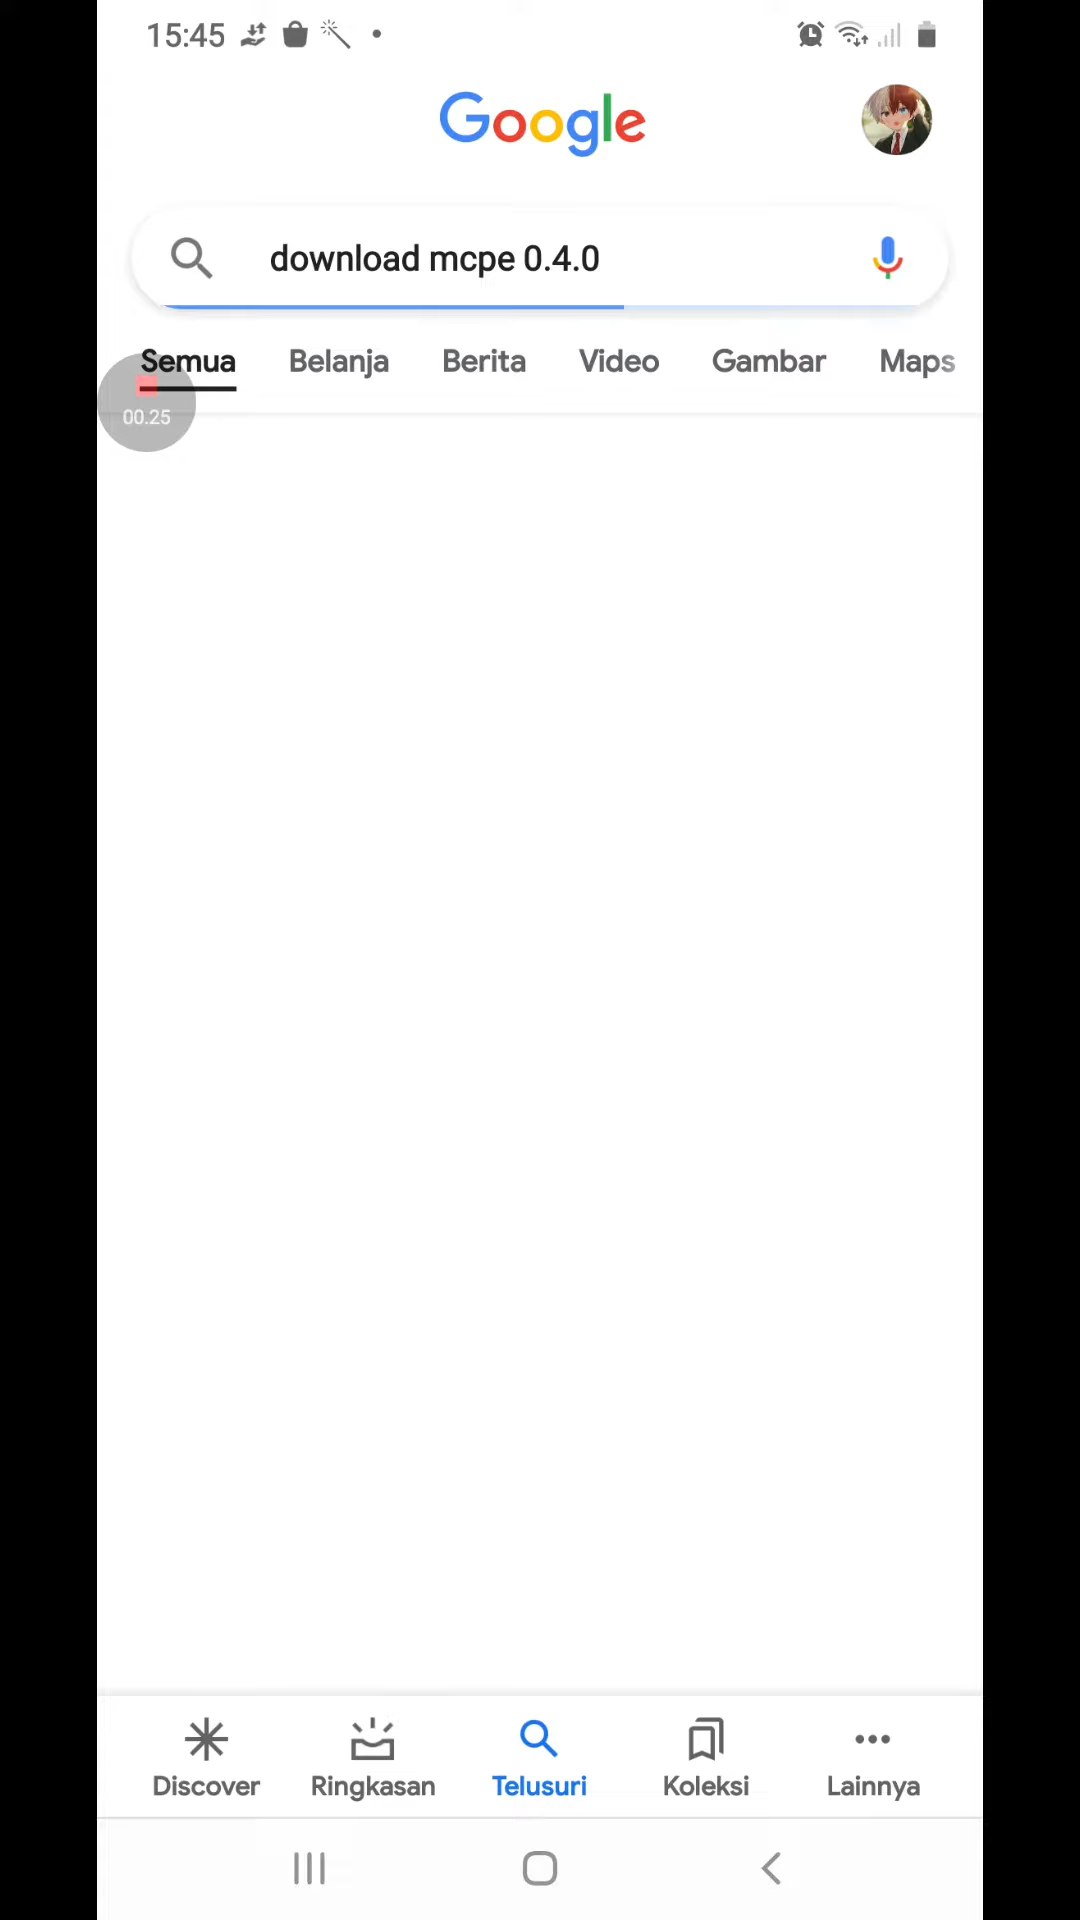 15:45
Google
download mcpe 0.4.0
Semua Belanja Berita Video Gambar Maps
00.25
Discover Ringkasan Telusuri Koleksi Lainnya